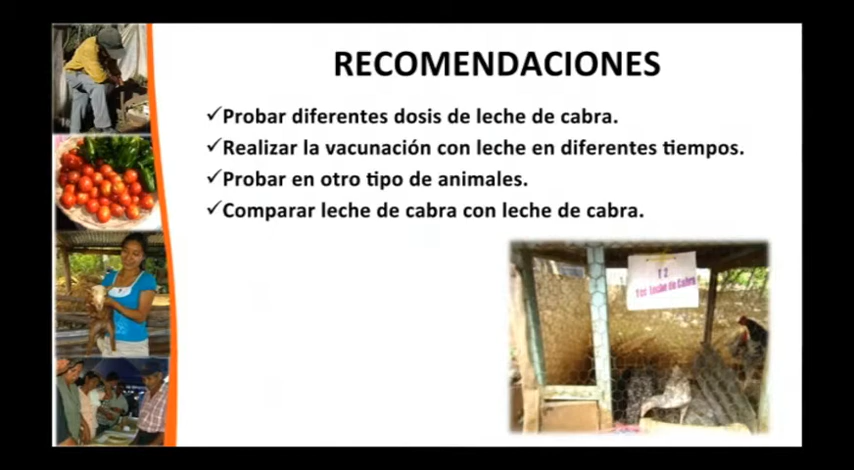 RECOMENDACIONES
✓Probar diferentes dosis de leche de cabra.
✓Realizar la vacunación con leche en diferentes tiempos.
✓Probar en otro tipo de animales.
✓Comparar leche de cabra con leche de cabra.
T 2
Leche de Cabra